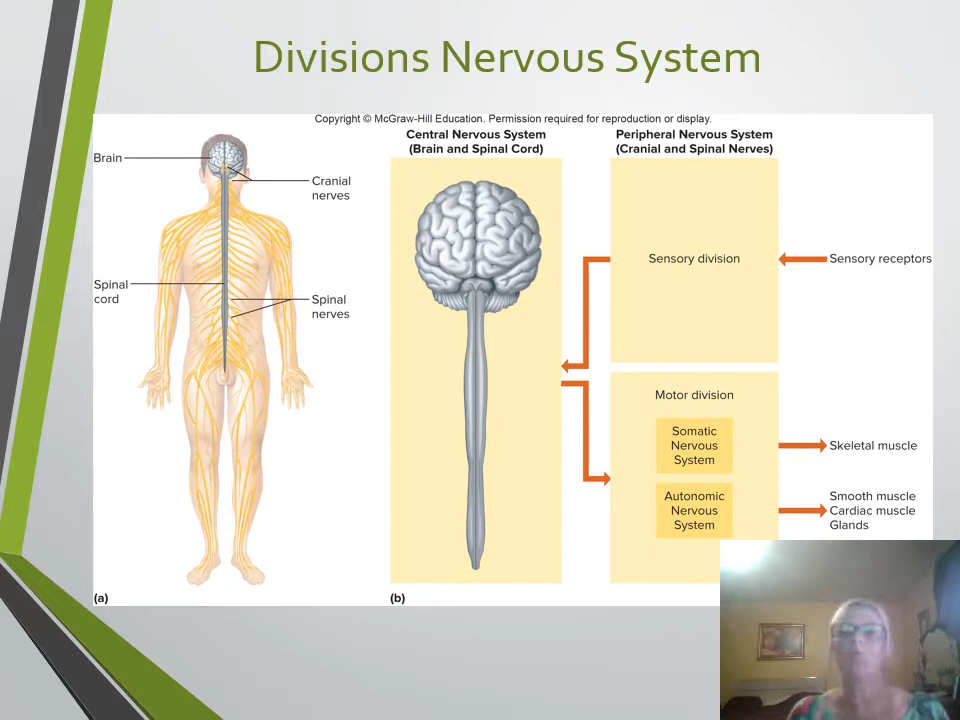 Divisions Nervous System
Copyright © McGraw-Hill Education. Permission required for reproduction or display.
Brain
Cranial
nerves
Spinal
cord
Spinal
nerves
(a)
Central Nervous System
(Brain and Spinal Cord)
(b)
Peripheral Nervous System
(Cranial and Spinal Nerves)
Sensory division
Sensory receptors
Motor division
Somatic
Nervous
System
Skeletal muscle
Autonomic
Nervous
System
Smooth muscle
Cardiac muscle
Glands